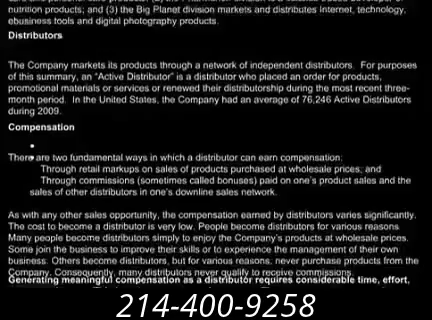 nutrition products; and (3) the Big Planet division markets and distributes Internet, technology,
ebusiness tools and digital photography products.
Distributors
The Company markets its products through a network of independent distributors. For purposes
of this summary, an “Active Distributor” is a distributor who placed an order for products,
promotional materials or services or renewed their distributorship during the most recent three-
month period. In the United States, the Company had an average of 76,246 Active Distributors
during 2009.
Compensation
There are two fundamental ways in which a distributor can earn compensation:
Through retail markups on sales of products purchased at wholesale prices; and
Through commissions (sometimes called bonuses) paid on one's product sales and the
sales of other distributors in one's downline sales network.
As with any other sales opportunity, the compensation earned by distributors varies significantly.
The cost to become a distributor is very low. People become distributors for various reasons.
Many people become distributors simply to enjoy the Company's products at wholesale prices.
Some join the business to improve their skills or to experience the management of their own
business. Others become distributors, but for various reasons, never purchase products from the
Company. Consequently, many distributors never qualify to receive commissions.
Generating meaningful compensation as a distributor requires considerable time, effort,
214-400-9258